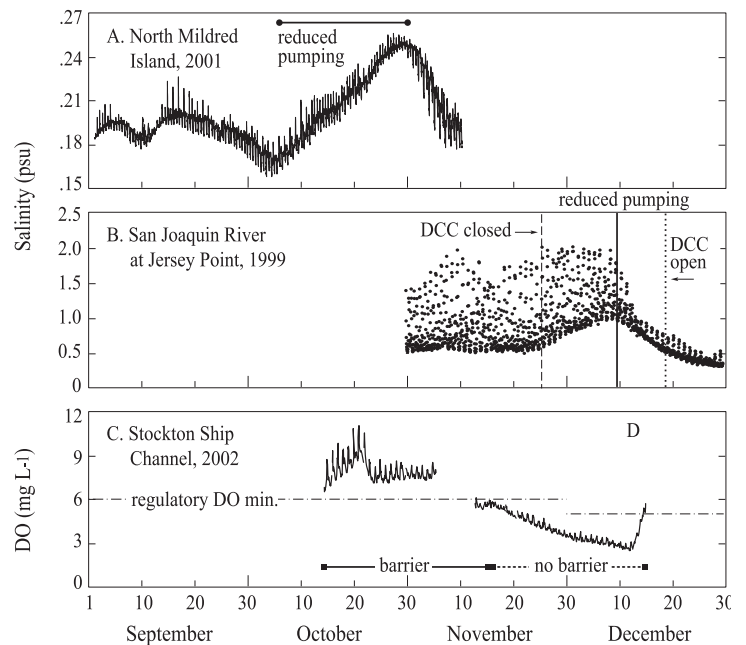 .27
.24
.21
.18
.15
Salinity (psu)
A. North Mildred
Island, 2001
reduced
pumping
reduced pumping
2.5
2.0
1.5
1.0
0.5
0
B. San Joaquin River
at Jersey Point, 1999
DCC closed
DCC
open
12
9
6
3
0
DO (mg L-1)
C. Stockton Ship
Channel, 2002
D
regulatory DO min.
barrier
no barrier
1 10 20 30 10 20 30 10 20 30 10 20 30
September October November December